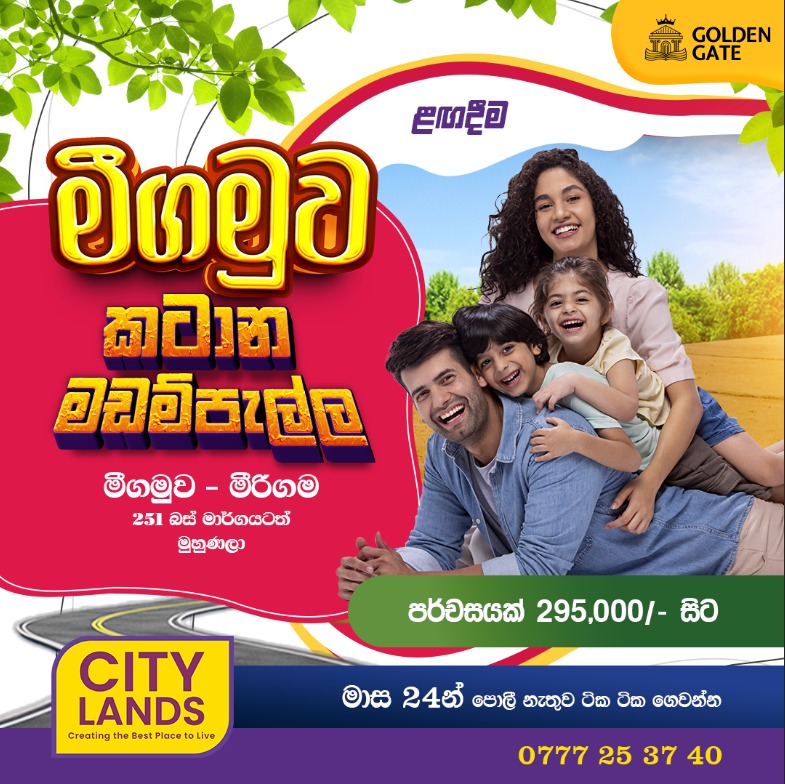 GOLDEN
GATE
ළඟදීම
මීගමුව
කටාන
මඩම්පැල්ල
මීගමුව - මීරිගම
251 බස් මාර්ගයටත්
මුහුණලා
පර්චසයක් 295,000/- සිට
CITY
LANDS
Creating the Best Place to Live
මාස 24න් පොලී නැතුව ටික ටික ගෙවන්න
0777 25 37 40